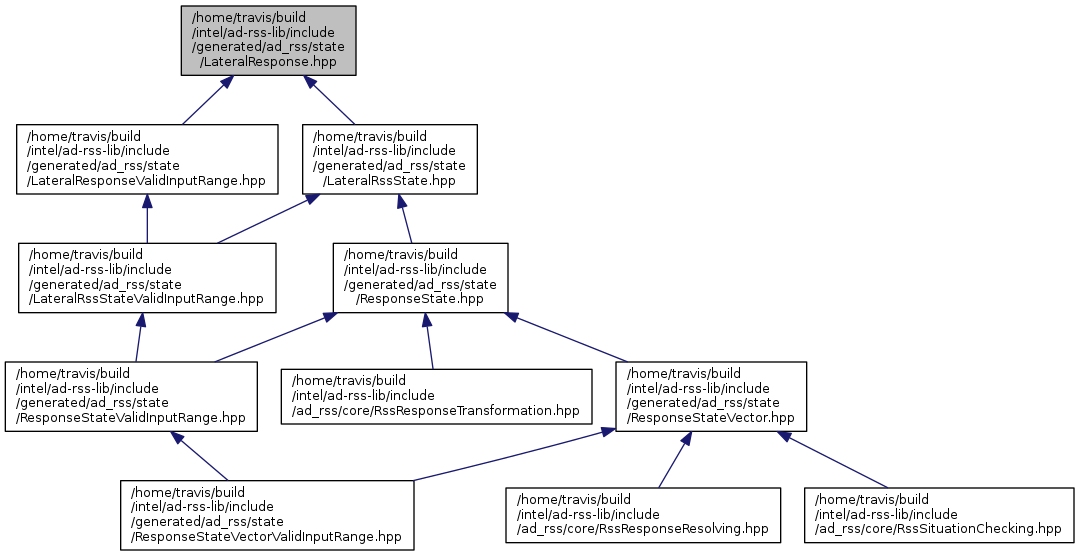 /home/travis/build
/intel/ad-rss-lib/include
/generated/ad_rss/state
/LateralResponse.hpp
/home/travis/build
/intel/ad-rss-lib/include
/generated/ad_rss/state
/LateralResponseValidInputRange.hpp
/home/travis/build
/intel/ad-rss-lib/include
/generated/ad_rss/state
/LateralRssState.hpp
/home/travis/build
/intel/ad-rss-lib/include
/generated/ad_rss/state
/LateralRssStateValidInputRange.hpp
/home/travis/build
/intel/ad-rss-lib/include
/generated/ad_rss/state
/ResponseState.hpp
/home/travis/build
/intel/ad-rss-lib/include
/generated/ad_rss/state
/ResponseStateValidInputRange.hpp
/home/travis/build
/intel/ad-rss-lib/include
/ad_rss/core/RssResponseTransformation.hpp
/home/travis/build
/intel/ad-rss-lib/include
/generated/ad_rss/state
/ResponseStateVector.hpp
/home/travis/build
/intel/ad-rss-lib/include
/generated/ad_rss/state
/ResponseStateVectorValidInputRange.hpp
/home/travis/build
/intel/ad-rss-lib/include
/ad_rss/core/RssResponseResolving.hpp
/home/travis/build
/intel/ad-rss-lib/include
/ad_rss/core/RssSituationChecking.hpp